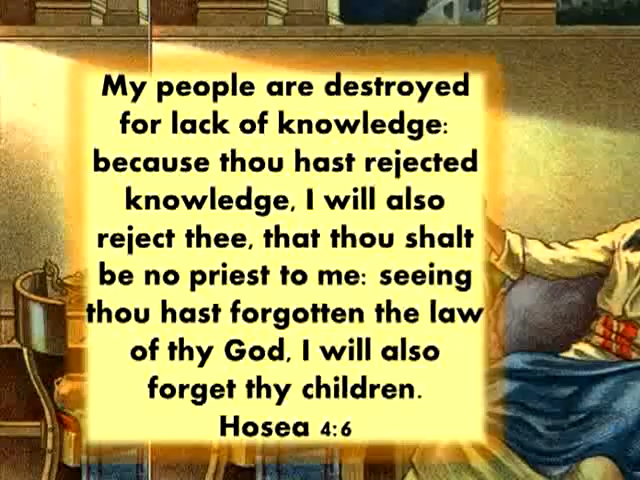 My people are destroyed
for lack of knowledge:
because thou hast rejected
knowledge, I will also
reject thee, that thou shalt
be no priest to me: seeing
thou hast forgotten the law
of thy God, I will also
forget thy children.
Hosea 4:6